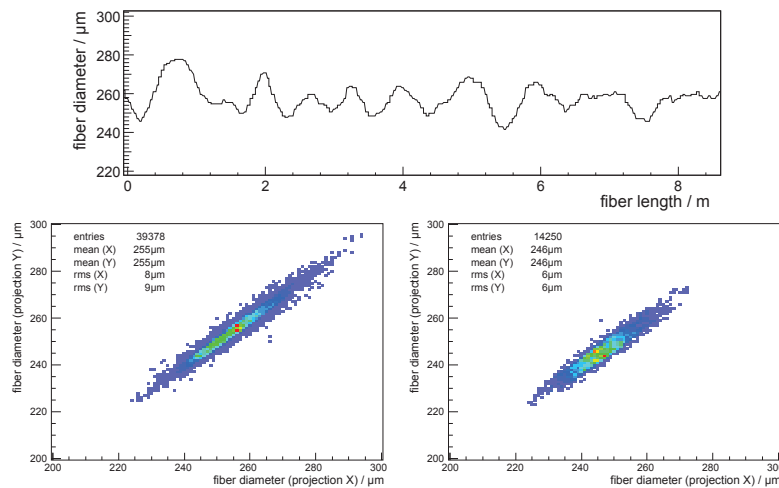 fiber diameter / µm
300
280
260
240
220
0
2
4
6
8
fiber length / m
fiber diameter (projection Y) / µm
300
280
260
240
220
200
entries 39378
mean (X) 255µm
mean (Y) 255µm
rms (X) 8µm
rms (Y) 9µm
200
220
240
260
280
300
fiber diameter (projection X) / µm
fiber diameter (projection Y) / µm
300
280
260
240
220
200
entries 14250
mean (X) 246µm
mean (Y) 246µm
rms (X) 6µm
rms (Y) 6µm
200
220
240
260
280
300
fiber diameter (projection X) / µm